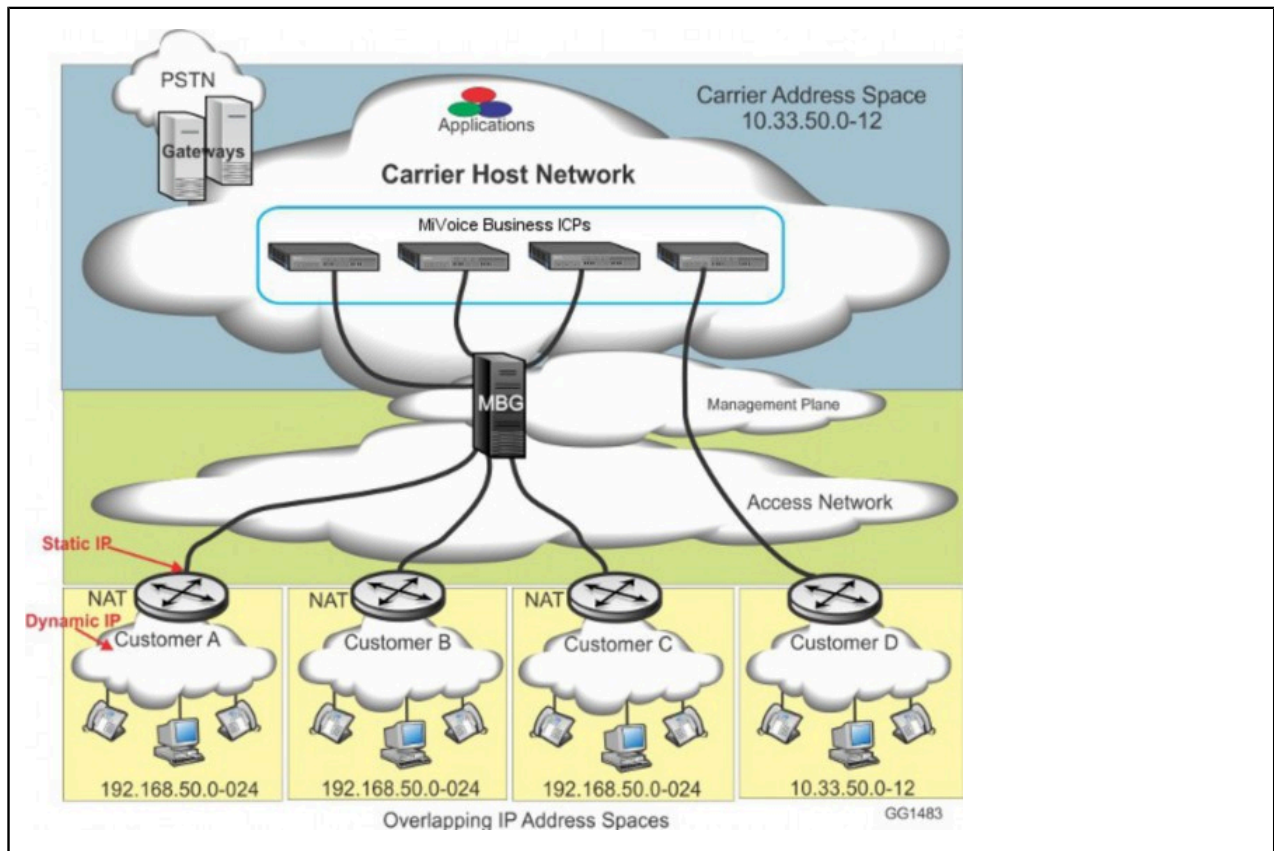 PSTN
Gateways
Applications
Carrier Address Space
10.33.50.0-12
Carrier Host Network
MiVoice Business ICPs
MBG
Management Plane
Access Network
Static IP
NAT
NAT
NAT
Dynamic IP
Customer A
Customer B
Customer C
Customer D
192.168.50.0-024
192.168.50.0-024
192.168.50.0-024
10.33.50.0-12
Overlapping IP Address Spaces
GG1483